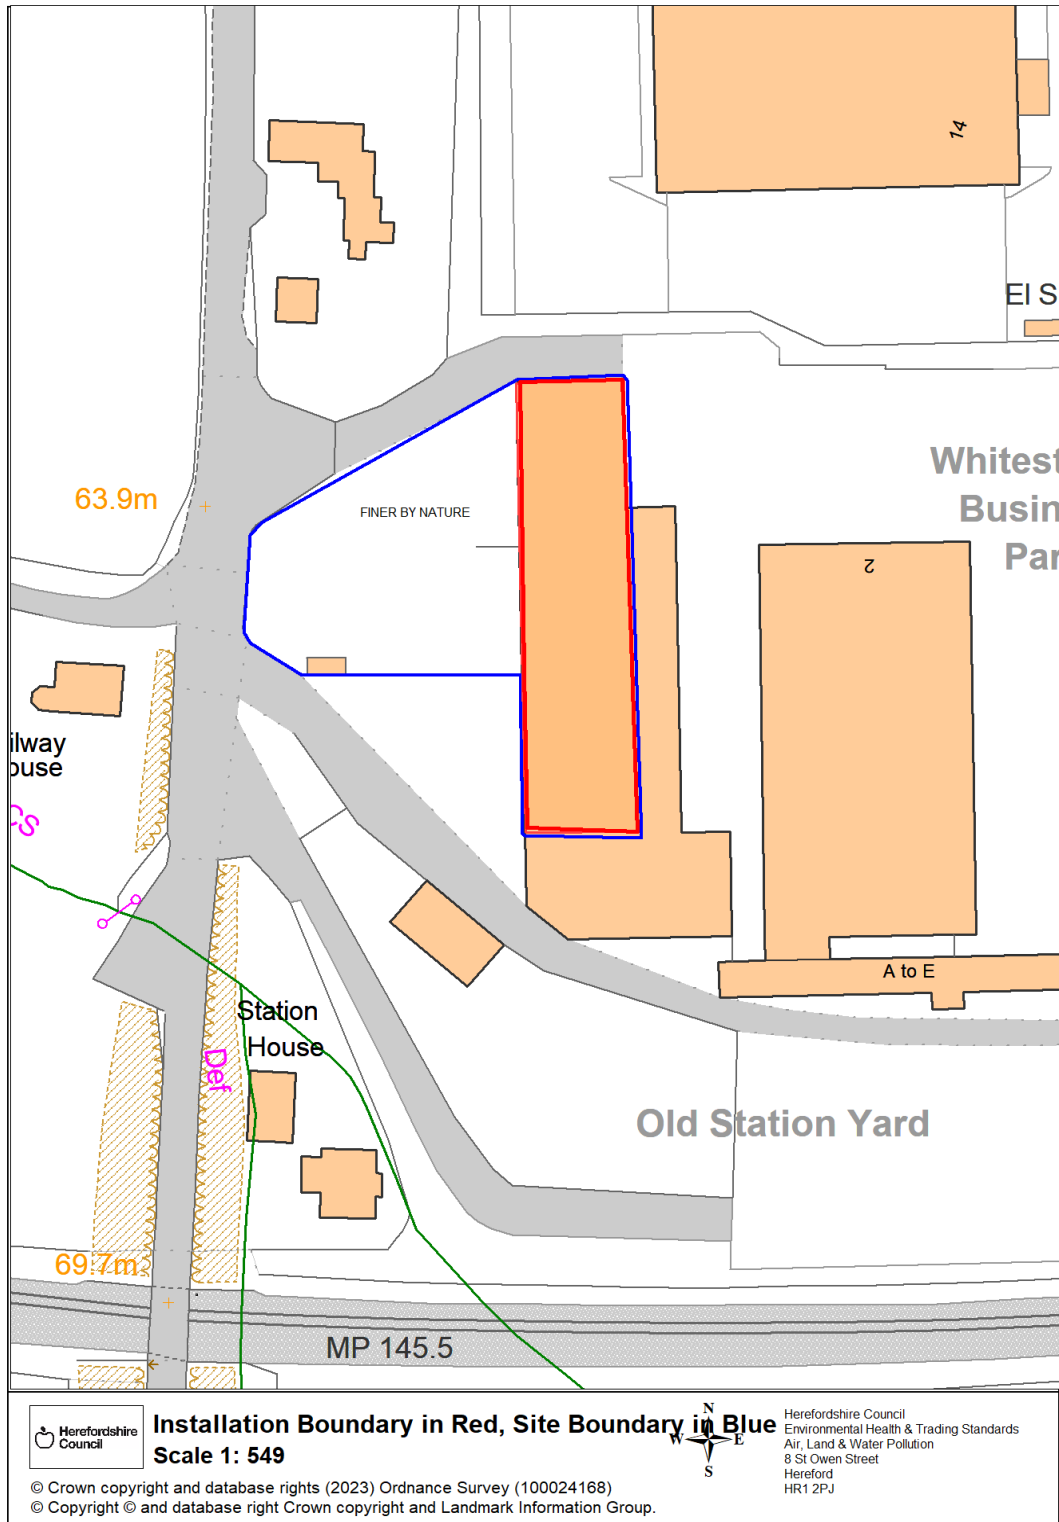 14
El S
63.9m
Whitest
Busin
Par
FINER BY NATURE
2
ilway
ouse
CS
A to E
Station
House
Def
Old Station Yard
69.7m
MP 145.5
Herefordshire
Council
Installation Boundary in Red, Site Boundary in Blue
Scale 1: 549
© Crown copyright and database rights (2023) Ordnance Survey (100024168)
© Copyright © and database right Crown copyright and Landmark Information Group.
N
W E
S
Herefordshire Council
Environmental Health & Trading Standards
Air, Land & Water Pollution
8 St Owen Street
Hereford
HR1 2PJ